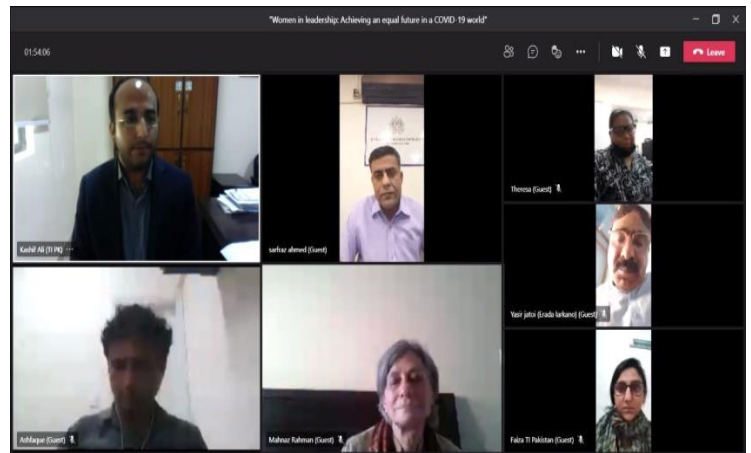 "Women in leadership: Achieving an equal future in a COVID-19 world"
01:54:06
Leave
Kashif Ali (TI PK)
sarfraz ahmed (Guest)
Theresa (Guest)
Yasir jatoi (Erada larkano) (Guest)
Ashfaque (Guest)
Mahnaz Rahman (Guest)
Faiza TI Pakistan (Guest)